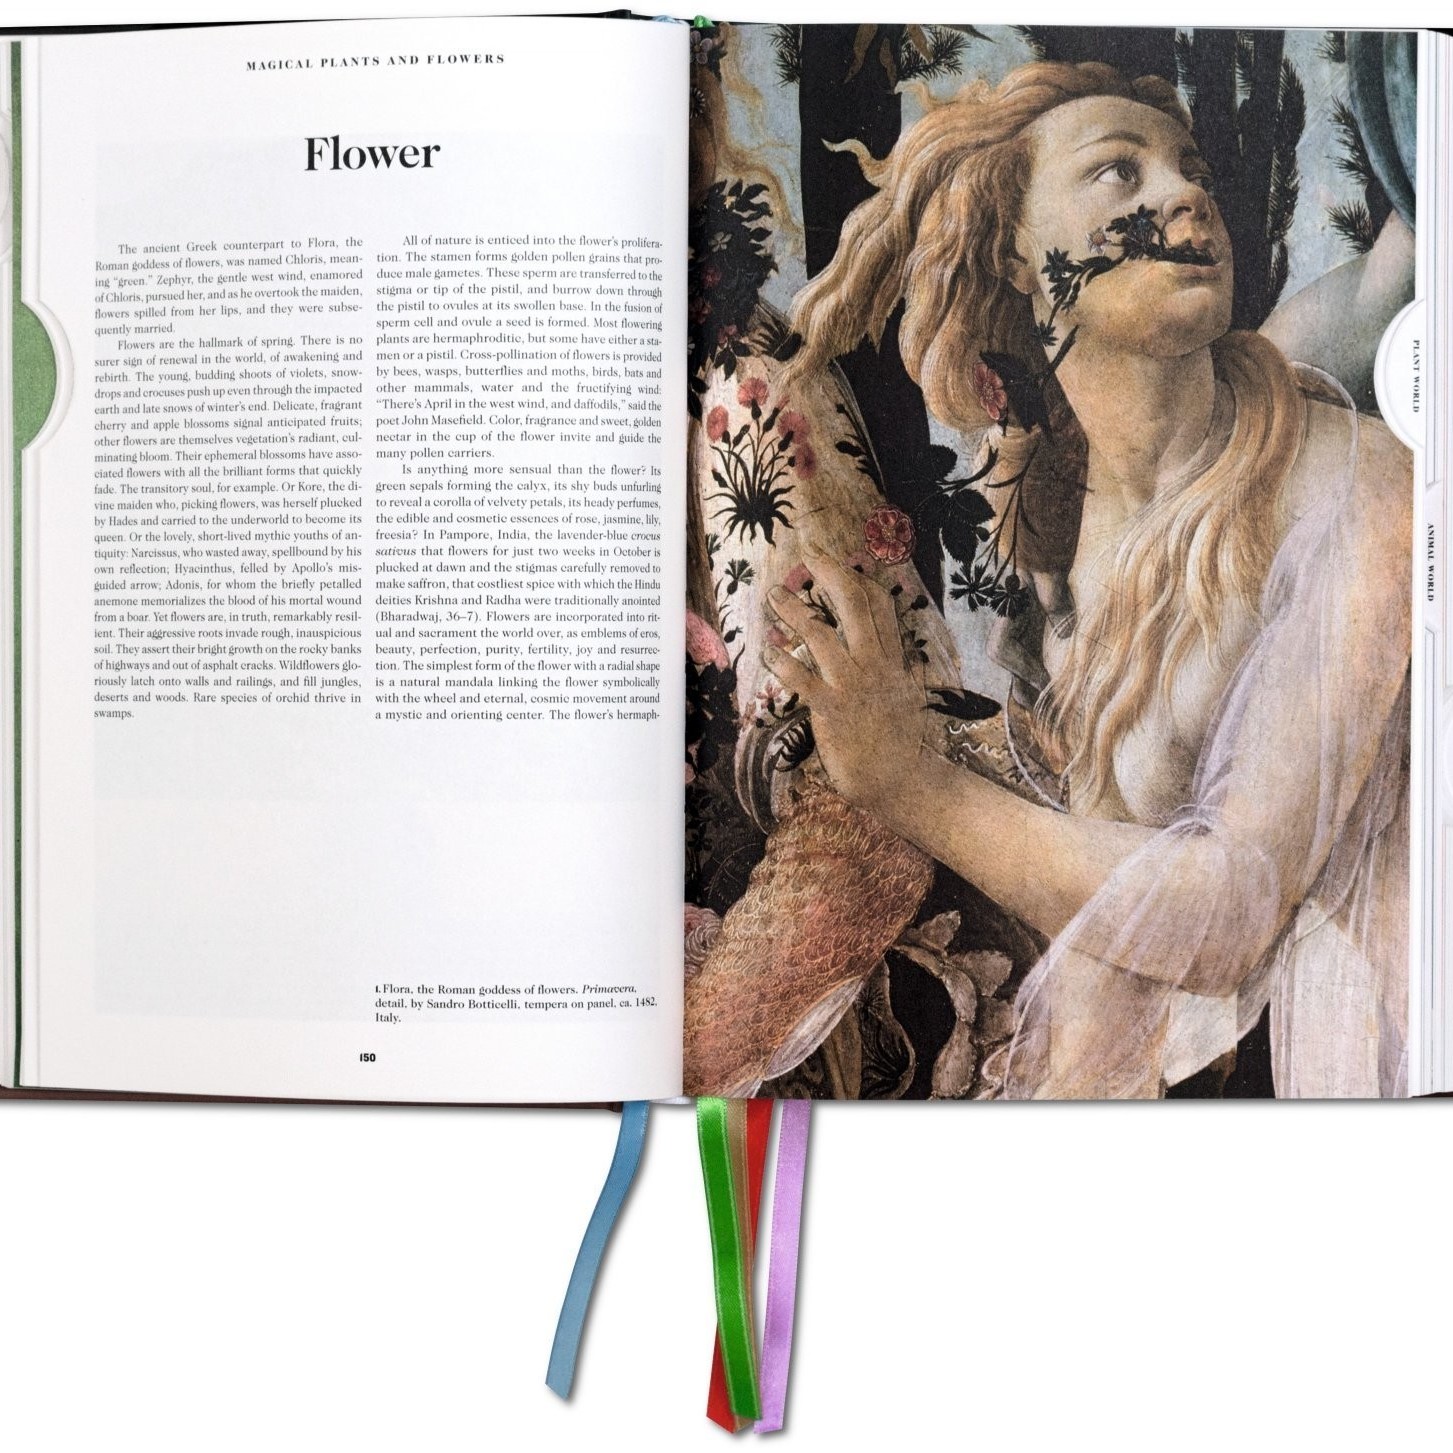 MAGICAL PLANTS AND FLOWERS
Flower
The ancient Greek counterpart to Flora, the
Roman goddess of flowers, was named Chloris, mean-
ing “green.” Zephyr, the gentle west wind, enamored
of Chloris, pursued her, and as he overtook the maiden,
flowers spilled from her lips, and they were subse-
quently married.
Flowers are the hallmark of spring. There is no
surer sign of renewal in the world, of awakening and
rebirth. The young, budding shoots of violets, snow-
drops and crocuses push up even through the impacted
earth and late snows of winter’s end. Delicate, fragrant
cherry and apple blossoms signal anticipated fruits;
other flowers are themselves vegetation’s radiant, cul-
minating bloom. Their ephemeral blossoms have asso-
ciated flowers with all the brilliant forms that quickly
fade. The transitory soul, for example. Or Kore, the di-
vine maiden who, picking flowers, was herself plucked
by Hades and carried to the underworld to become its
queen. Or the lovely, short-lived mythic youths of an-
tiquity: Narcissus, who wasted away, spellbound by his
own reflection; Hyacinthus, felled by Apollo’s mis-
guided arrow; Adonis, for whom the briefly petalled
anemone memorializes the blood of his mortal wound
from a boar. Yet flowers are, in truth, remarkably resil-
ient. Their aggressive roots invade rough, inauspicious
soil. They assert their bright growth on the rocky banks
of highways and out of asphalt cracks. Wildflowers glo-
riously latch onto walls and railings, and fill jungles,
deserts and woods. Rare species of orchid thrive in
swamps.
All of nature is enticed into the flower’s prolifera-
tion. The stamen forms golden pollen grains that pro-
duce male gametes. These sperm are transferred to the
stigma or tip of the pistil, and burrow down through
the pistil to ovules at its swollen base. In the fusion of
sperm cell and ovule a seed is formed. Most flowering
plants are hermaphroditic, but some have either a sta-
men or a pistil. Cross-pollination of flowers is provided
by bees, wasps, butterflies and moths, birds, bats and
other mammals, water and the fructifying wind:
“There’s April in the west wind, and daffodils,” said the
poet John Masefield. Color, fragrance and sweet, golden
nectar in the cup of the flower invite and guide the
many pollen carriers.
Is anything more sensual than the flower? Its
green sepals forming the calyx, its shy buds unfurling
to reveal a corolla of velvety petals, its heady perfumes,
the edible and cosmetic essences of rose, jasmine, lily,
freesia? In Pampore, India, the lavender-blue crocus
sativus that flowers for just two weeks in October is
plucked at dawn and the stigmas carefully removed to
make saffron, that costliest spice with which the Hindu
deities Krishna and Radha were traditionally anointed
(Bharadwaj, 36–7). Flowers are incorporated into rit-
ual and sacrament the world over, as emblems of eros,
beauty, perfection, purity, fertility, joy and resurrec-
tion. The simplest form of the flower with a radial shape
is a natural mandala linking the flower symbolically
with the wheel and eternal, cosmic movement around
a mystic and orienting center. The flower’s hermaph-
1. Flora, the Roman goddess of flowers. Primavera,
detail, by Sandro Botticelli, tempera on panel, ca. 1482,
Italy.
150
PLANT WORLD
ANIMAL WORLD